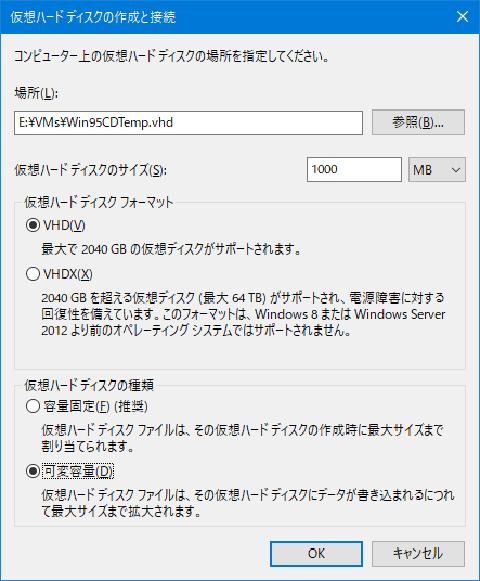 仮想ハード ディスクの作成と接続
コンピューター上の仮想ハード ディスクの場所を指定してください。
場所(L):
E:¥VMs¥Win95CDTemp.vhd
参照(B)...
仮想ハード ディスクのサイズ(S):
1000
MB
仮想ハード ディスク フォーマット
VHD(V)
最大で 2040 GB の仮想ディスクがサポートされます。
VHDX(X)
2040 GB を超える仮想ディスク (最大 64 TB) がサポートされ、電源障害に対する
回復性を備えています。このフォーマットは、Windows 8 または Windows Server
2012 より前のオペレーティング システムではサポートされません。
仮想ハード ディスクの種類
容量固定(F) (推奨)
仮想ハード ディスク ファイルは、その仮想ハード ディスクの作成時に最大サイズまで
割り当てられます。
可変容量(D)
仮想ハード ディスク ファイルは、その仮想ハード ディスクにデータが書き込まれるにつれ
て最大サイズまで拡大されます。
OK
キャンセル